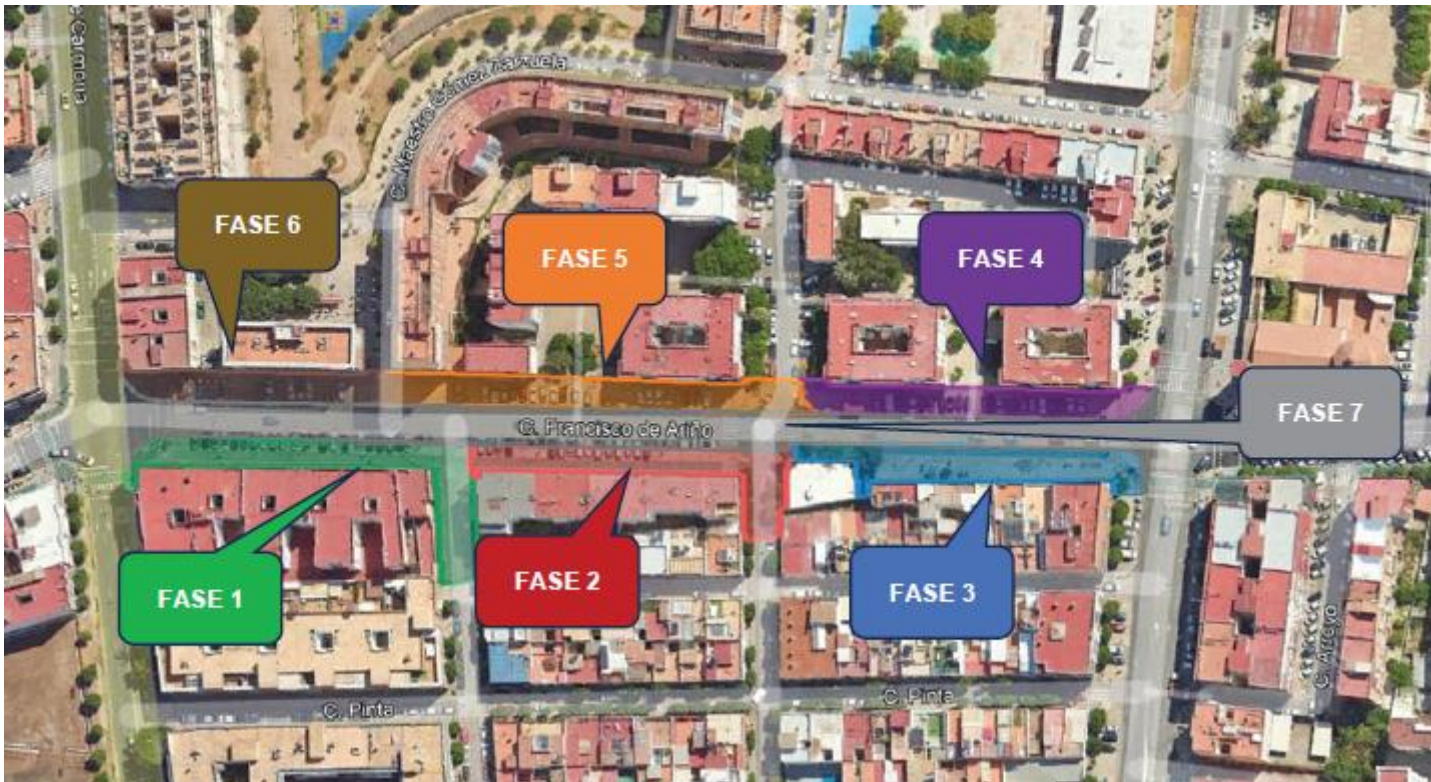 e Carmona
C. Maestro Gómez Zarzuela
FASE 6
FASE 5
FASE 4
FASE 7
C. Francisco de Ariño
FASE 1
FASE 2
FASE 3
C. Arroyo
C. Pinta
C. Pinta